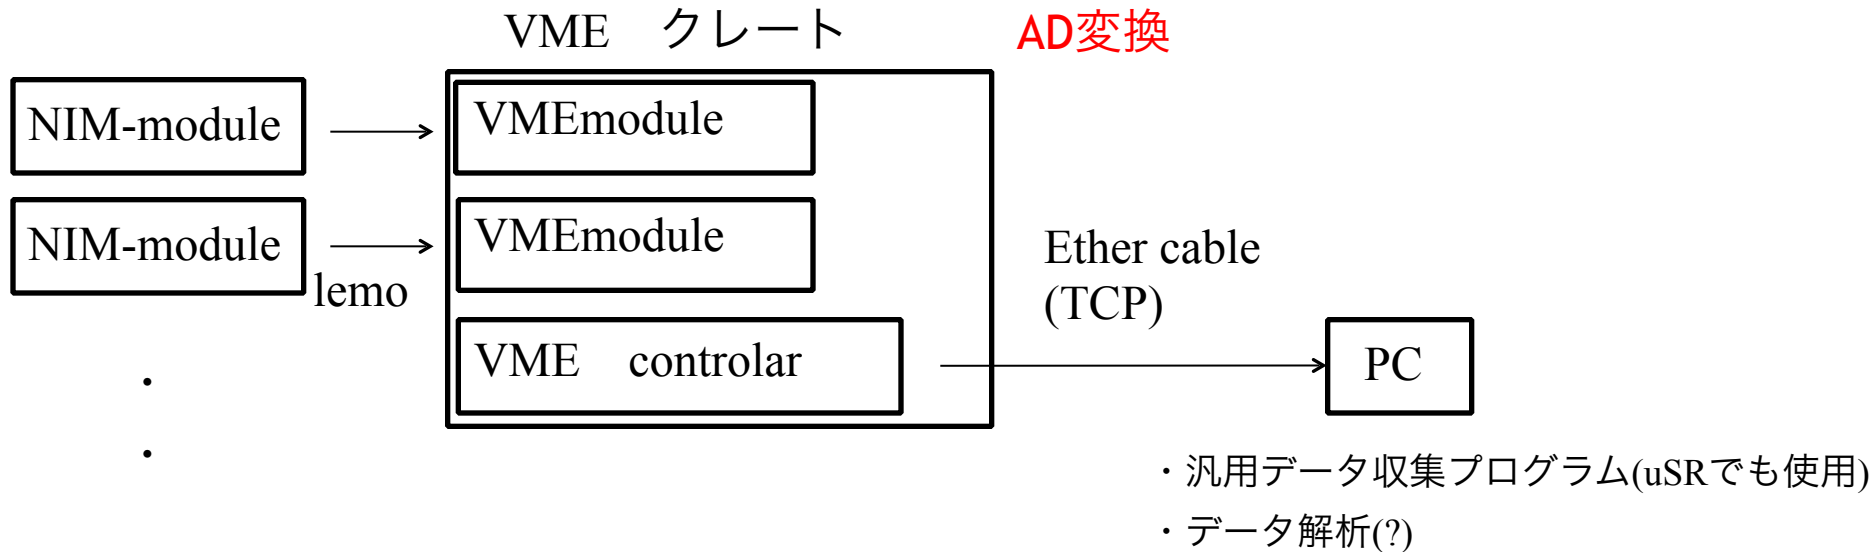 VME　クレート
AD変換
NIM-module
VMEmodule
NIM-module
VMEmodule
lemo
Ether cable
(TCP)
VME　controlar
PC
・
・
・汎用データ収集プログラム(uSRでも使用)
・データ解析(?)